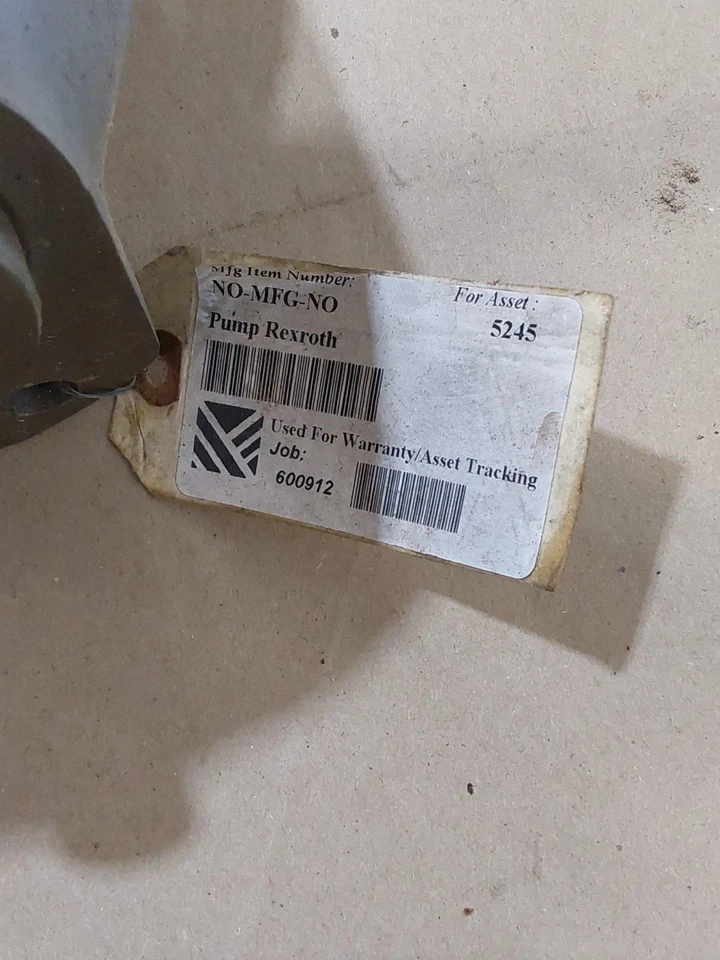 Mfg Item Number:
For Asset :
NO-MFG-NO
5245
Pump Rexroth
Used For Warranty/Asset Tracking
Job:
600912